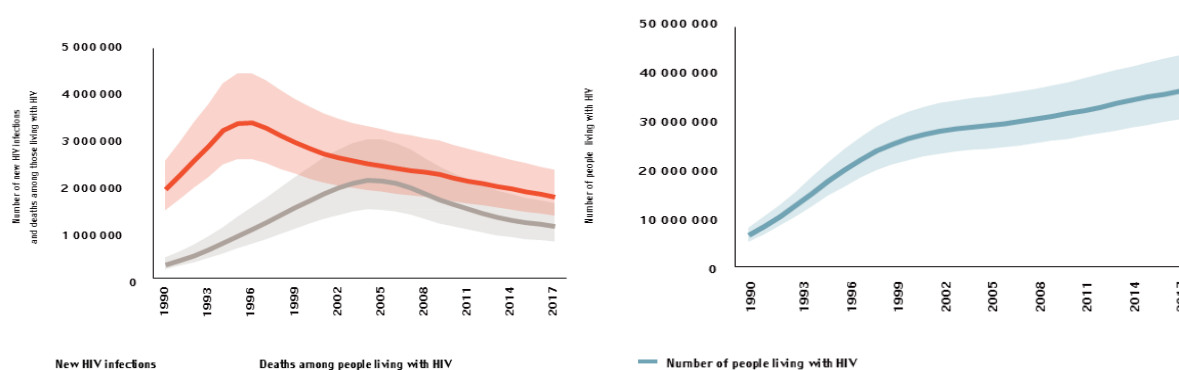 Number of new HIV infections
and deaths among those living with HIV
5 000 000
4 000 000
3 000 000
2 000 000
1 000 000
0
1990
1993
1996
1999
2002
2005
2008
2011
2014
2017
New HIV infections
Deaths among people living with HIV
Number of people living with HIV
50 000 000
40 000 000
30 000 000
20 000 000
10 000 000
0
1990
1993
1996
1999
2002
2005
2008
2011
2014
2017
Number of people living with HIV